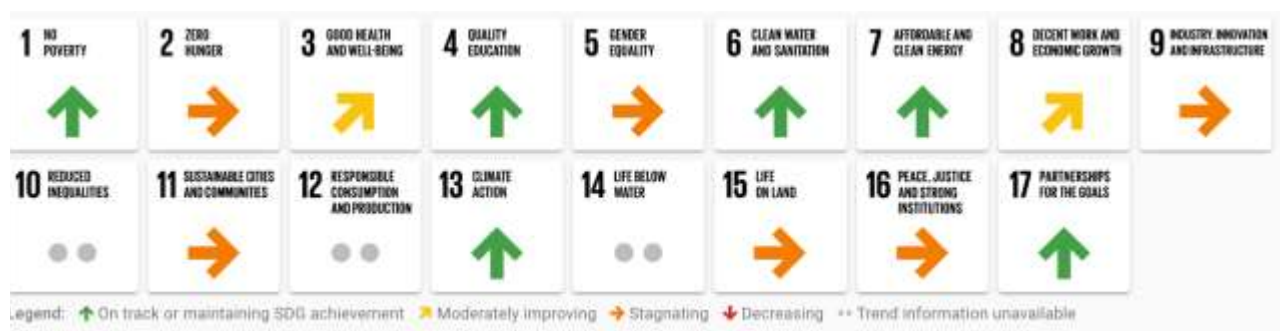 1 NO
POVERTY
2 ZERO
HUNGER
3 GOOD HEALTH
AND WELL-BEING
4 QUALITY
EDUCATION
5 GENDER
EQUALITY
6 CLEAN WATER
AND SANITATION
7 AFFORDABLE AND
CLEAN ENERGY
8 DECENT WORK AND
ECONOMIC GROWTH
9 INDUSTRY, INNOVATION
AND INFRASTRUCTURE
10 REDUCED
INEQUALITIES
11 SUSTAINABLE CITIES
AND COMMUNITIES
12 RESPONSIBLE
CONSUMPTION
AND PRODUCTION
13 CLIMATE
ACTION
14 LIFE BELOW
WATER
15 LIFE
ON LAND
16 PEACE, JUSTICE
AND STRONG
INSTITUTIONS
17 PARTNERSHIPS
FOR THE GOALS
egend: On track or maintaining SDG achievement Moderately improving Stagnating Decreasing Trend information unavailable